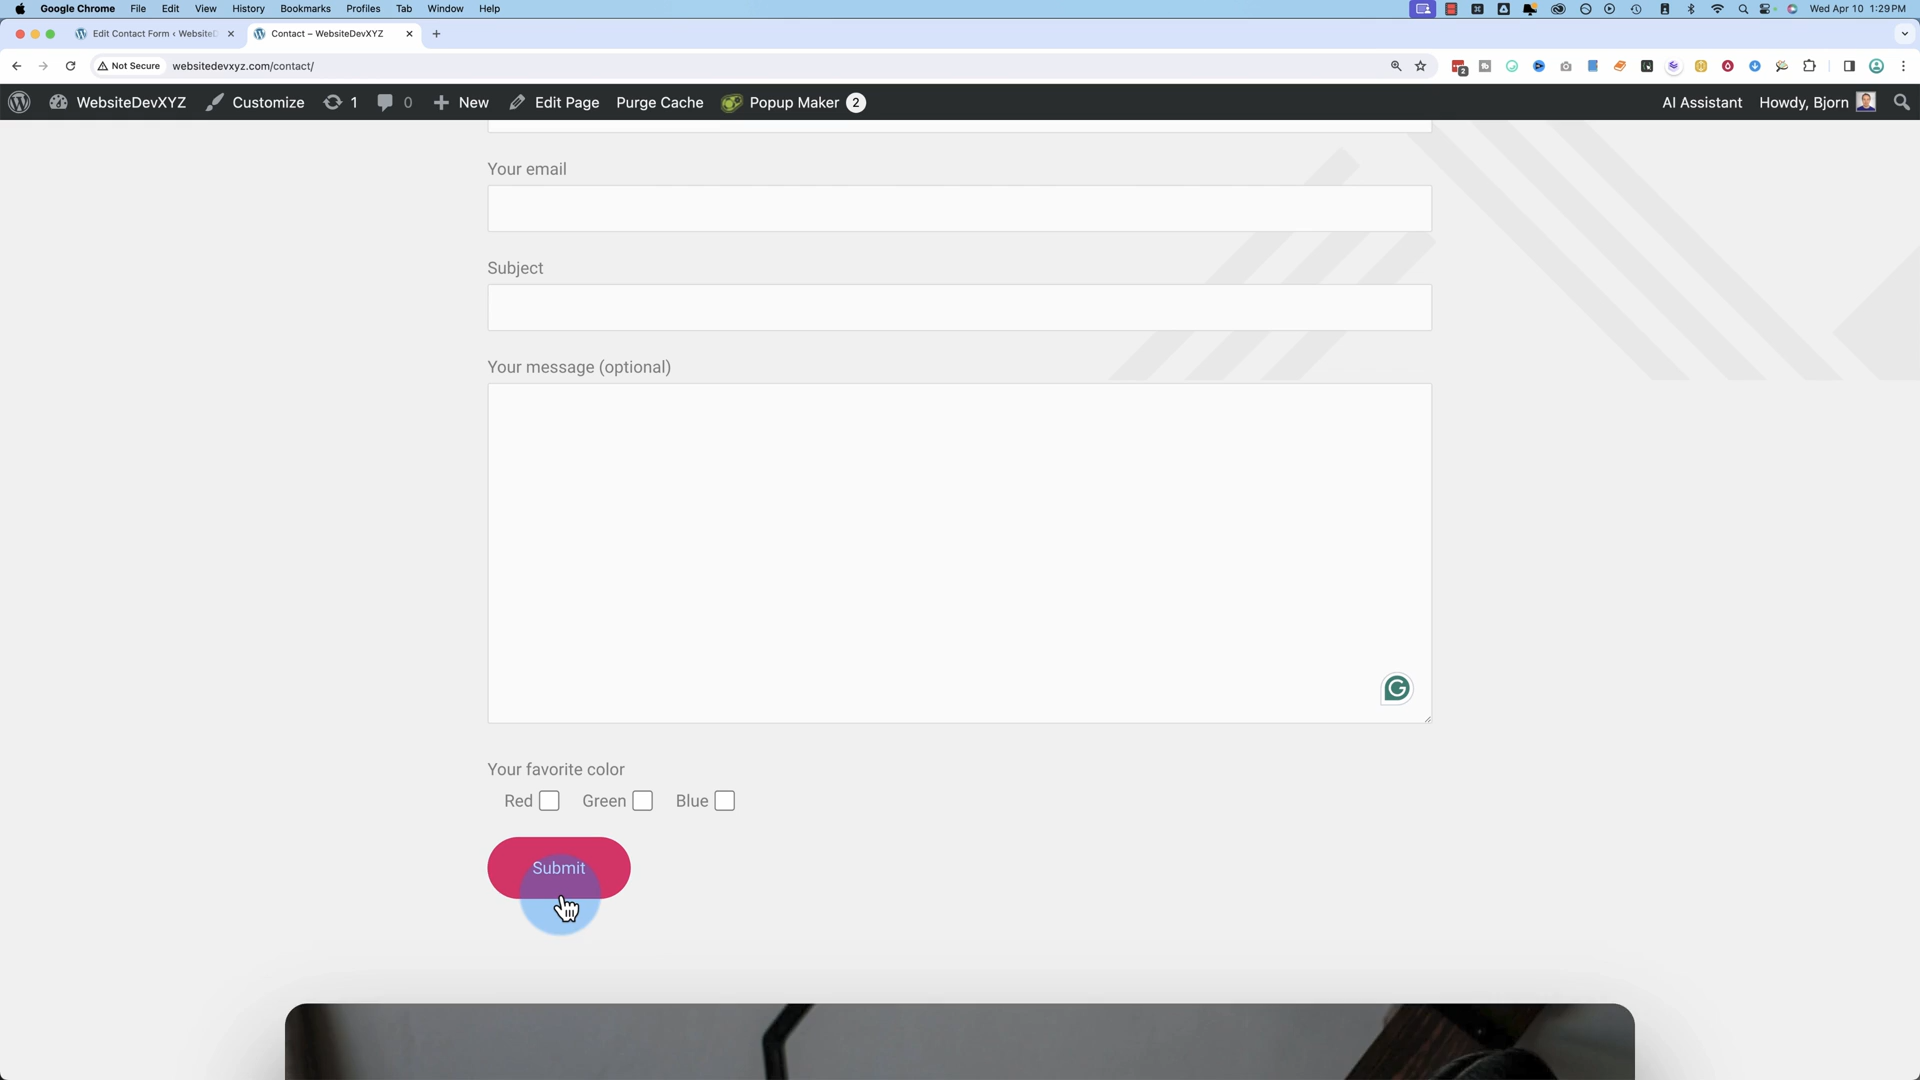 Google Chrome File Edit View History Bookmarks Profiles Tab Window Help Wed Apr 10 1:29 PM
Edit Contact Form ‹ WebsiteD Contact – WebsiteDevXYZ
Not Secure websitedevxyz.com/contact/ 2
WebsiteDevXYZ Customize 1 0 New Edit Page Purge Cache Popup Maker 2 AI Assistant Howdy, Bjorn
Your email
Subject
Your message (optional)
G
Your favorite color
Red Green Blue
Submit